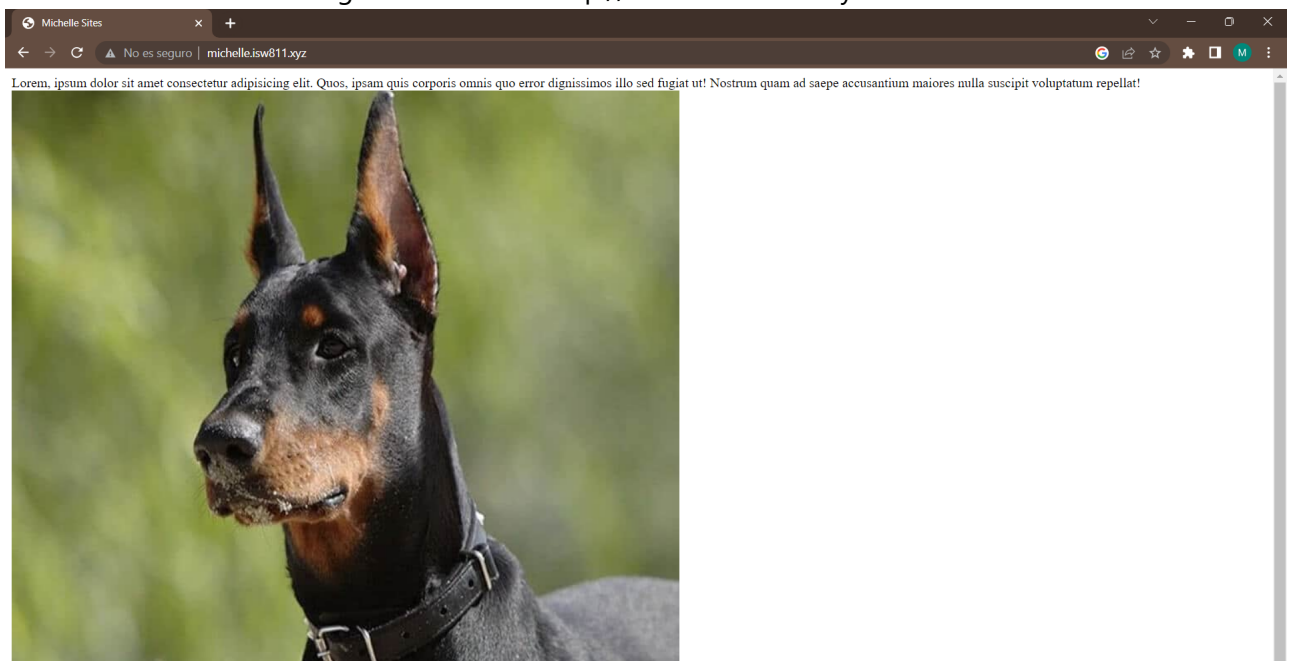 Michelle Sites
No es seguro | michelle.isw811.xyz
M
Lorem, ipsum dolor sit amet consectetur adipisicing elit. Quos, ipsam quis corporis omnis quo error dignissimos illo sed fugiat ut! Nostrum quam ad saepe accusantium maiores nulla suscipit voluptatum repellat!